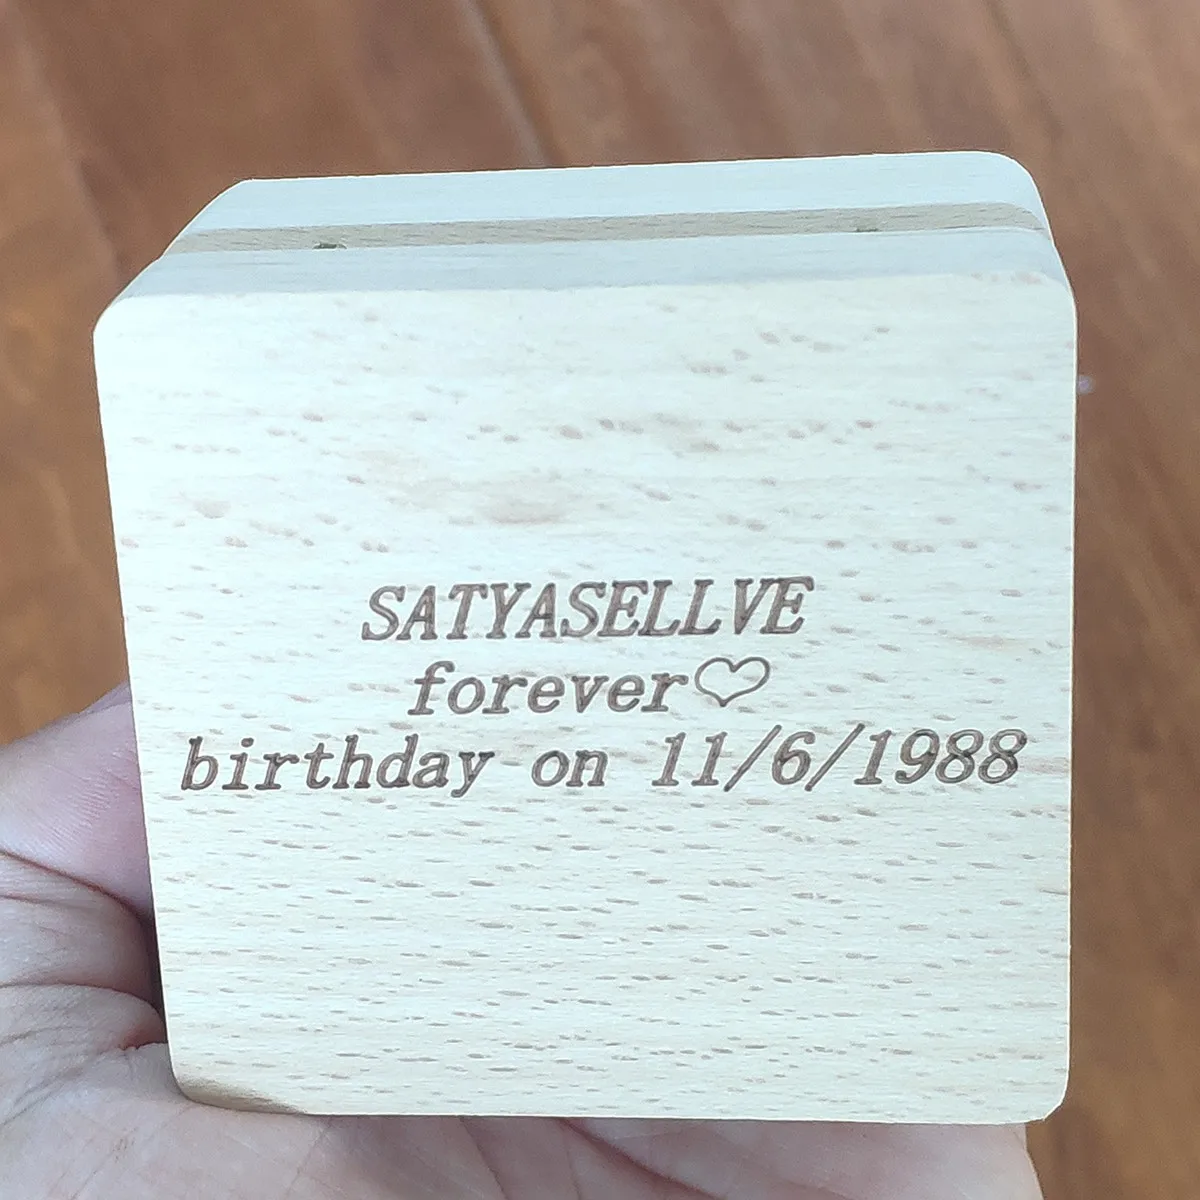 SATYASELLVE
forever♡
birthday on 11/6/1988